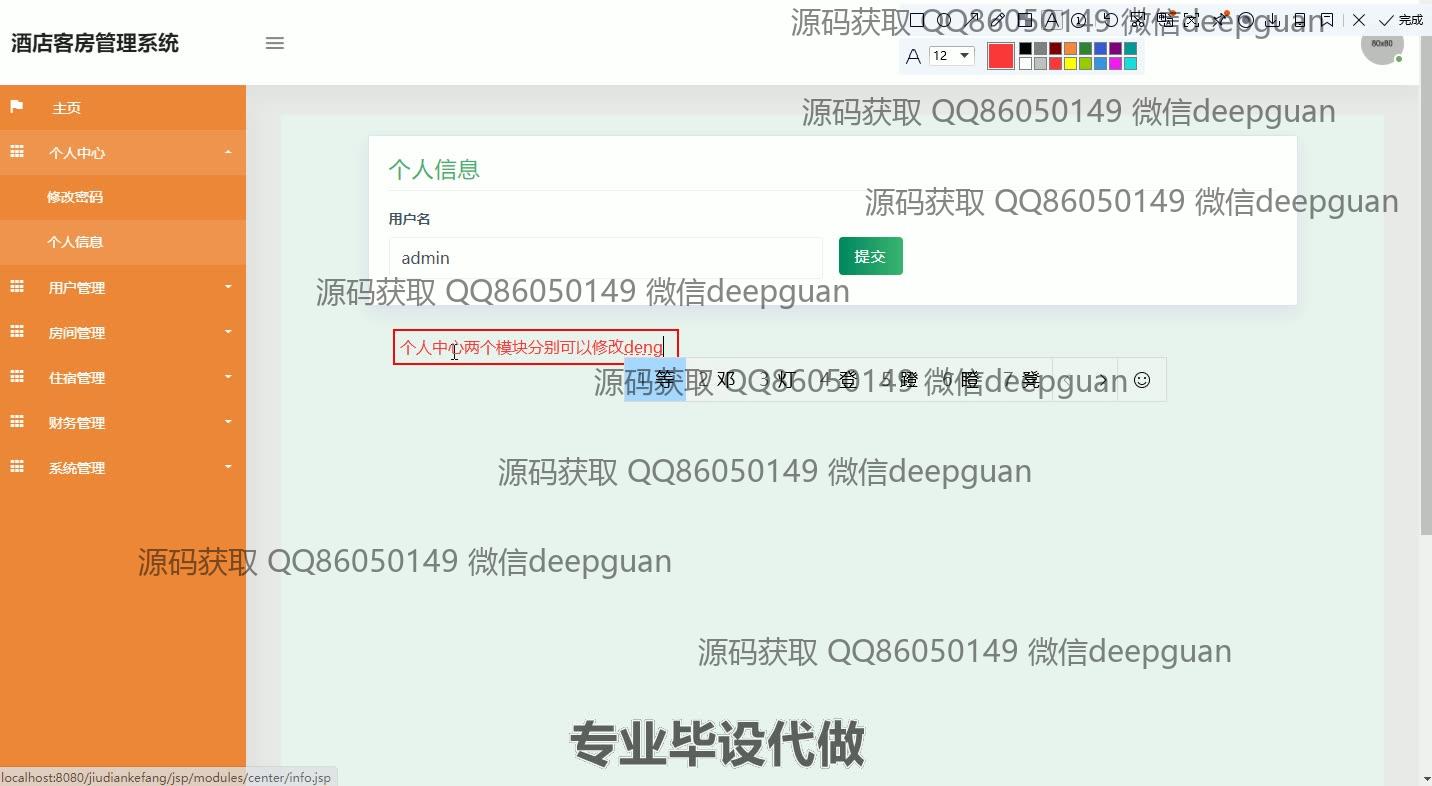 酒店客房管理系统
源码获取 QQ86050149 微信deepguan
完成
12
80x80
源码获取 QQ86050149 微信deepguan
主页
个人中心
修改密码
个人信息
用户管理
房间管理
住宿管理
财务管理
系统管理
个人信息
源码获取 QQ86050149 微信deepguan
用户名
admin
提交
源码获取 QQ86050149 微信deepguan
个人中心两个模块分别可以修改deng
1 等 2 邓 3 灯 4 登 5 蹬 6 瞪 7 凳
源码获取 QQ86050149 微信deepguan
源码获取 QQ86050149 微信deepguan
源码获取 QQ86050149 微信deepguan
源码获取 QQ86050149 微信deepguan
专业毕设代做
localhost:8080/jiudiankefang/jsp/modules/center/info.jsp